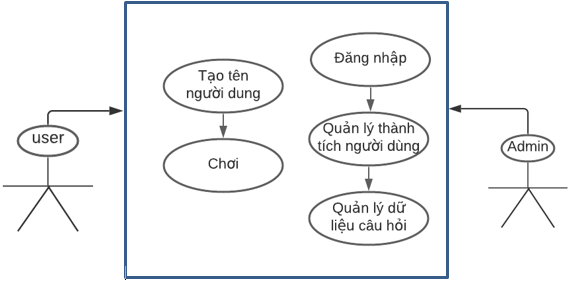 user
Tạo tên
người dung
Chơi
Đăng nhập
Quản lý thành
tích người dùng
Quản lý dữ
liệu câu hỏi
Admin